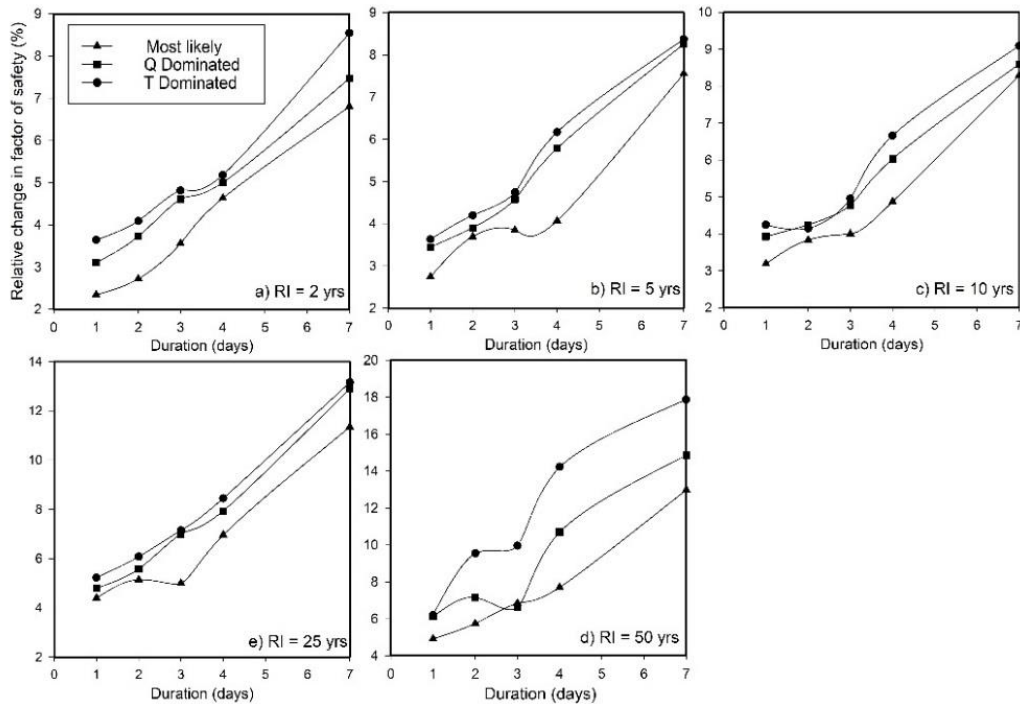 Relative change in factor of safety (%)
9
8
7
6
5
4
3
2
Most likely
Q Dominated
T Dominated
a) RI = 2 yrs
0 1 2 3 4 5 6 7
Duration (days)
9
8
7
6
5
4
3
2
b) RI = 5 yrs
0 1 2 3 4 5 6 7
Duration (days)
10
9
8
7
6
5
4
3
2
c) RI = 10 yrs
0 1 2 3 4 5 6 7
Duration (days)
14
12
10
8
6
4
2
e) RI = 25 yrs
0 1 2 3 4 5 6 7
Duration (days)
20
18
16
14
12
10
8
6
4
d) RI = 50 yrs
0 1 2 3 4 5 6 7
Duration (days)